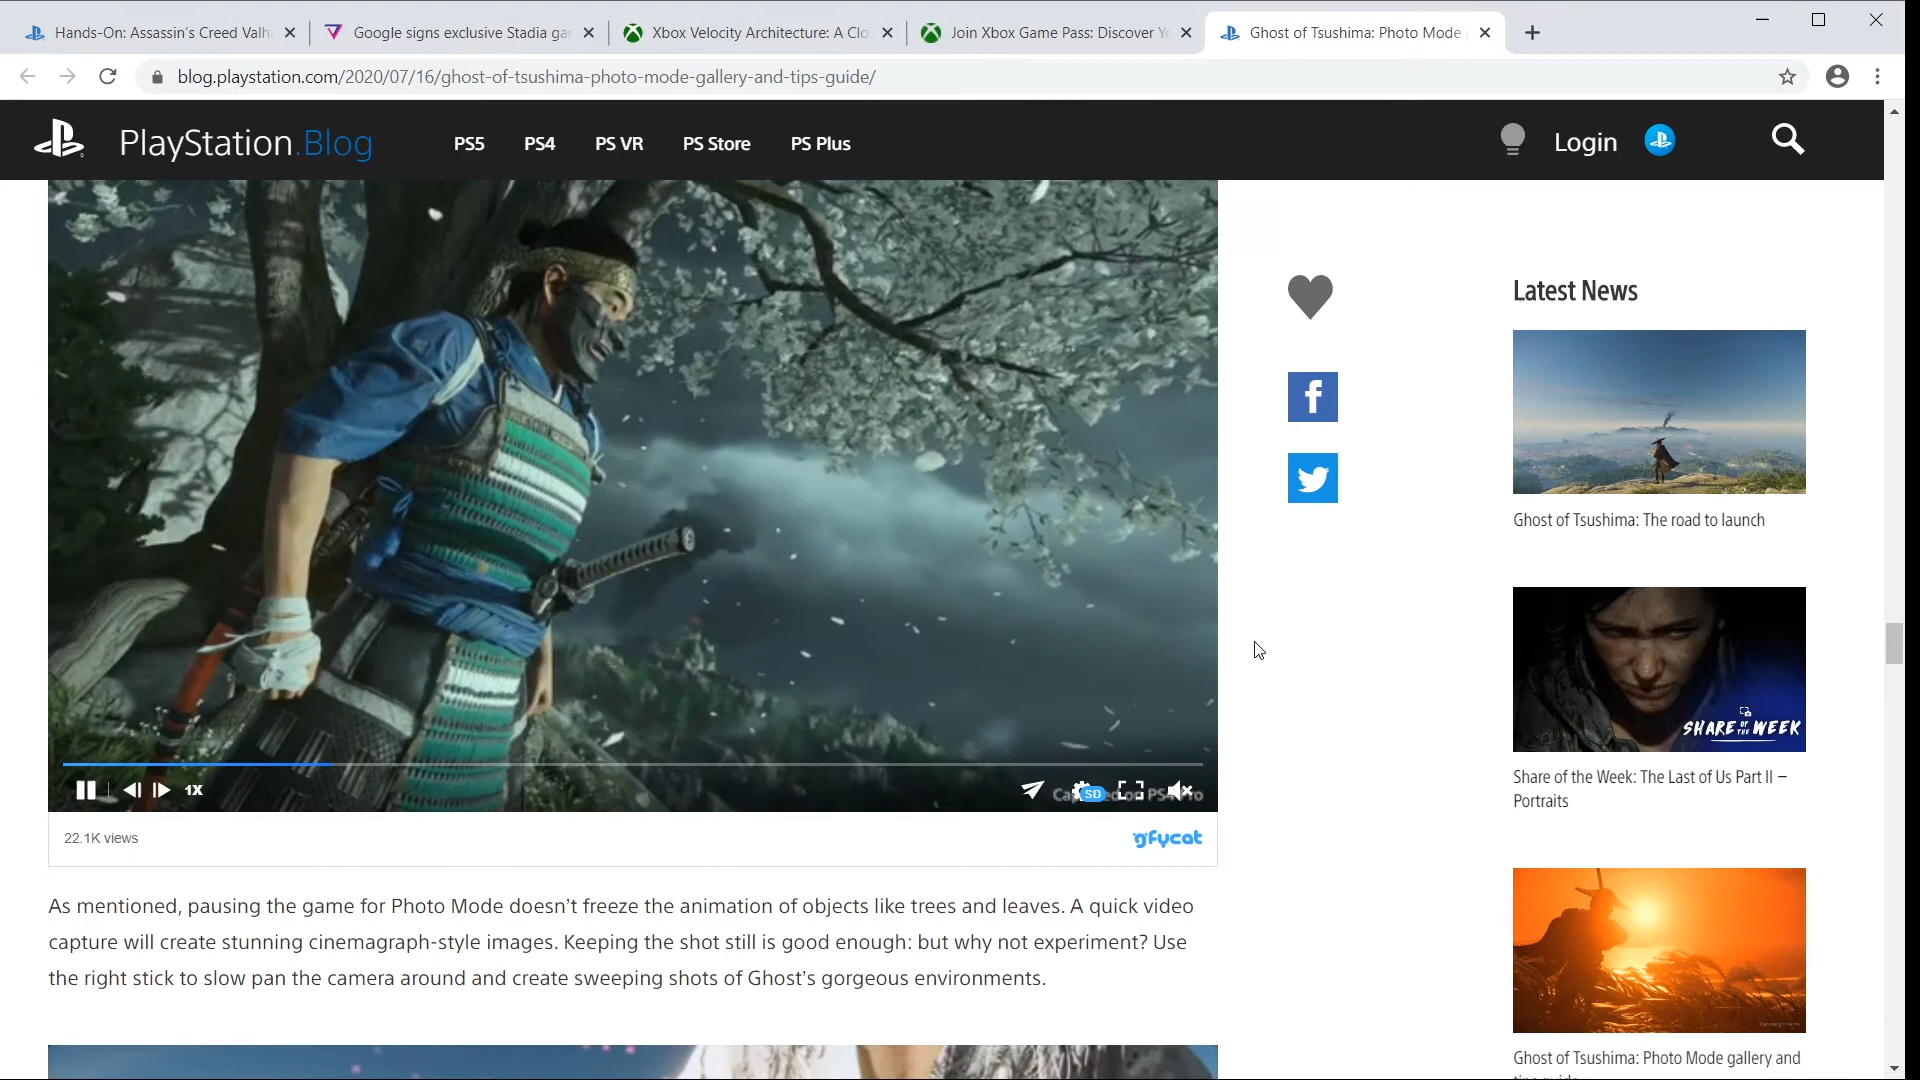 Hands-On: Assassin's Creed Valh
Google signs exclusive Stadia ga
Xbox Velocity Architecture: A Clo
Join Xbox Game Pass: Discover Y
Ghost of Tsushima: Photo Mode
blog.playstation.com/2020/07/16/ghost-of-tsushima-photo-mode-gallery-and-tips-guide/
PlayStation.Blog
PS5
PS4
PS VR
PS Store
PS Plus
Login
Latest News
Ghost of Tsushima: The road to launch
SHARE OF THE WEEK
Share of the Week: The Last of Us Part II –
Portraits
Ghost of Tsushima: Photo Mode gallery and
1X
SD
22.1K views
gfycat
As mentioned, pausing the game for Photo Mode doesn't freeze the animation of objects like trees and leaves. A quick video
capture will create stunning cinemagraph-style images. Keeping the shot still is good enough: but why not experiment? Use
the right stick to slow pan the camera around and create sweeping shots of Ghost's gorgeous environments.